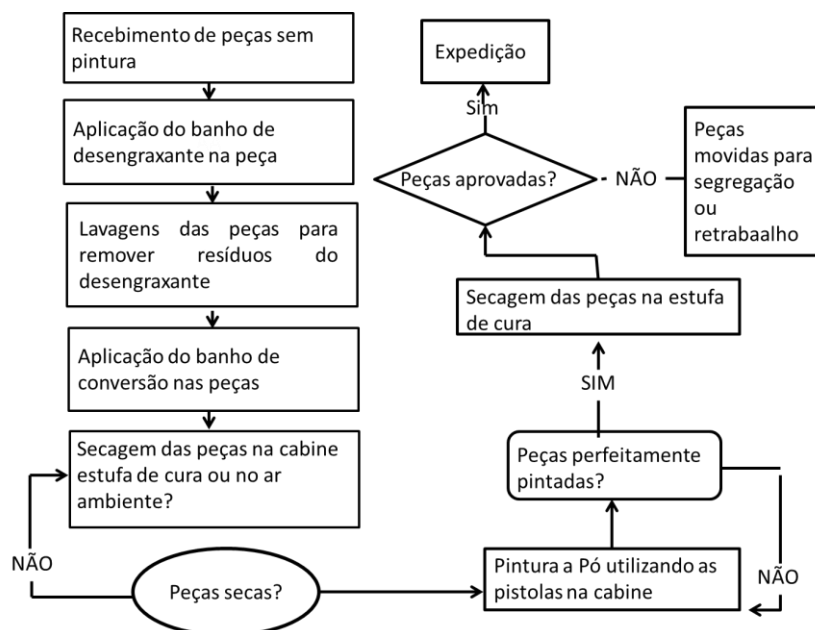 Recebimento de peças sem
pintura
Aplicação do banho de
desengraxante na peça
Lavagens das peças para
remover resíduos do
desengraxante
Aplicação do banho de
conversão nas peças
Secagem das peças na cabine
estufa de cura ou no ar
ambiente?
NÃO
Peças secas?
Pintura a Pó utilizando as
pistolas na cabine
NÃO
Peças perfeitamente
pintadas?
SIM
Secagem das peças na estufa
de cura
Peças aprovadas?
NÃO
Peças
movidas para
segregação
ou
retrabaalho
Sim
Expedição